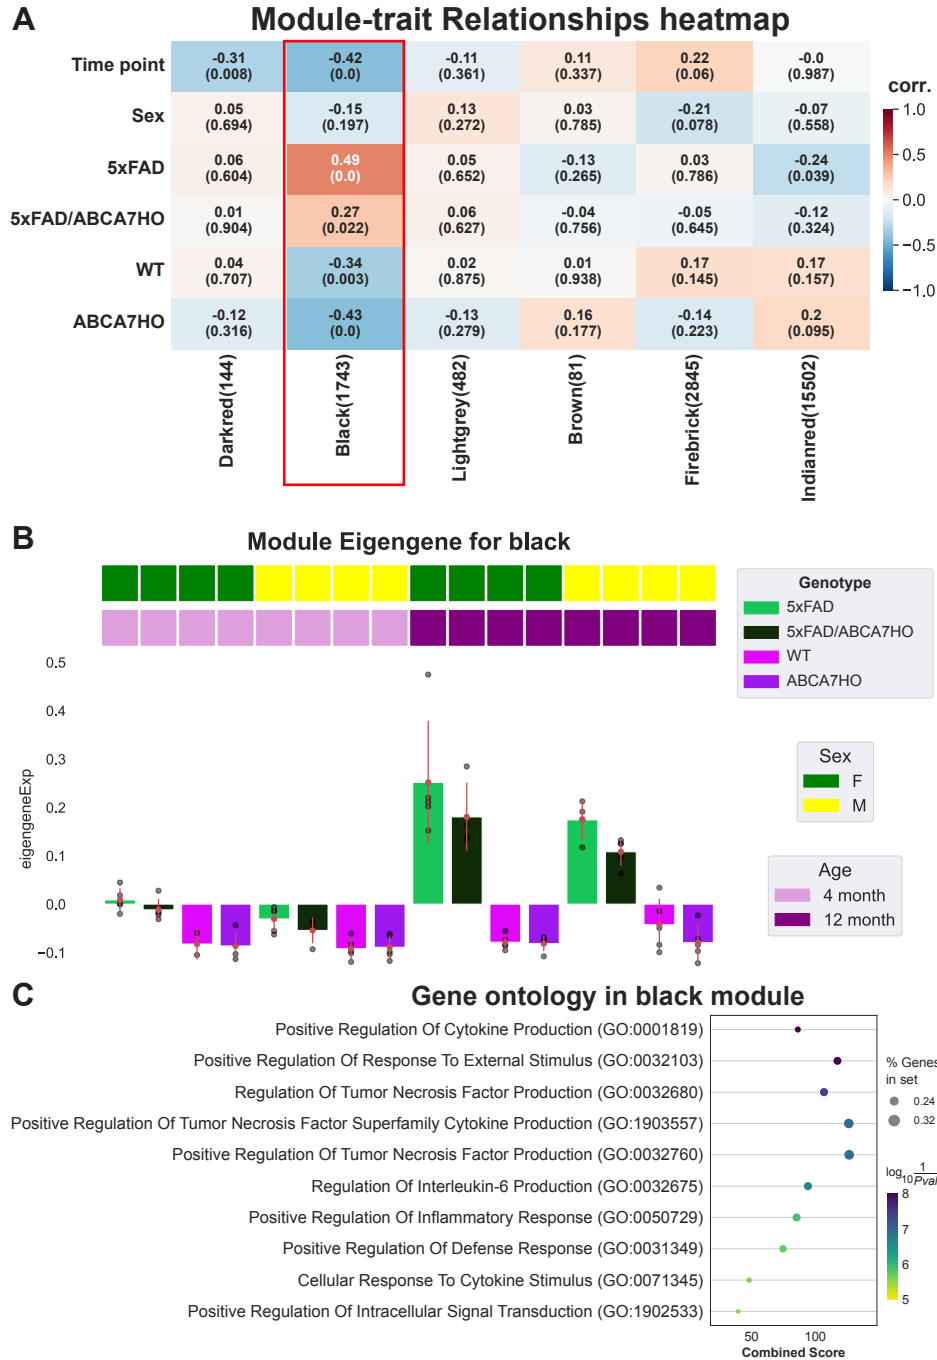 A
Module-trait Relationships heatmap
Time point
-0.31
(0.008)
-0.42
(0.0)
-0.11
(0.361)
0.11
(0.337)
0.22
(0.06)
-0.0
(0.987)
Sex
0.05
(0.694)
-0.15
(0.197)
0.13
(0.272)
0.03
(0.785)
-0.21
(0.078)
-0.07
(0.558)
5xFAD
0.06
(0.604)
0.49
(0.0)
0.05
(0.652)
-0.13
(0.265)
0.03
(0.786)
-0.24
(0.039)
5xFAD/ABCA7HO
0.01
(0.904)
0.27
(0.022)
0.06
(0.627)
-0.04
(0.756)
-0.05
(0.645)
-0.12
(0.324)
WT
0.04
(0.707)
-0.34
(0.003)
0.02
(0.875)
0.01
(0.938)
0.17
(0.145)
0.17
(0.157)
ABCA7HO
-0.12
(0.316)
-0.43
(0.0)
-0.13
(0.279)
0.16
(0.177)
-0.14
(0.223)
0.2
(0.095)
Darkred(144)
Black(1743)
Lightgrey(482)
Brown(81)
Firebrick(2845)
Indianred(15502)
corr.
1.0
0.5
0.0
−0.5
−1.0
B
Module Eigengene for black
eigengeneExp
0.5
0.4
0.3
0.2
0.1
0.0
−0.1
Genotype
5xFAD
5xFAD/ABCA7HO
WT
ABCA7HO
Sex
F
M
Age
4 month
12 month
C
Gene ontology in black module
Positive Regulation Of Cytokine Production (GO:0001819)
Positive Regulation Of Response To External Stimulus (GO:0032103)
Regulation Of Tumor Necrosis Factor Production (GO:0032680)
Positive Regulation Of Tumor Necrosis Factor Superfamily Cytokine Production (GO:1903557)
Positive Regulation Of Tumor Necrosis Factor Production (GO:0032760)
Regulation Of Interleukin-6 Production (GO:0032675)
Positive Regulation Of Inflammatory Response (GO:0050729)
Positive Regulation Of Defense Response (GO:0031349)
Cellular Response To Cytokine Stimulus (GO:0071345)
Positive Regulation Of Intracellular Signal Transduction (GO:1902533)
50
100
Combined Score
% Genes
in set
0.24
0.32
log10 1/Pval
8
7
6
5